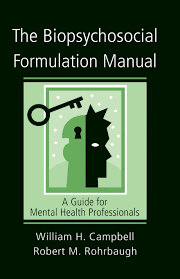 The Biopsychosocial
Formulation Manual
A Guide for
Mental Health Professionals
William H. Campbell
Robert M. Rohrbaugh